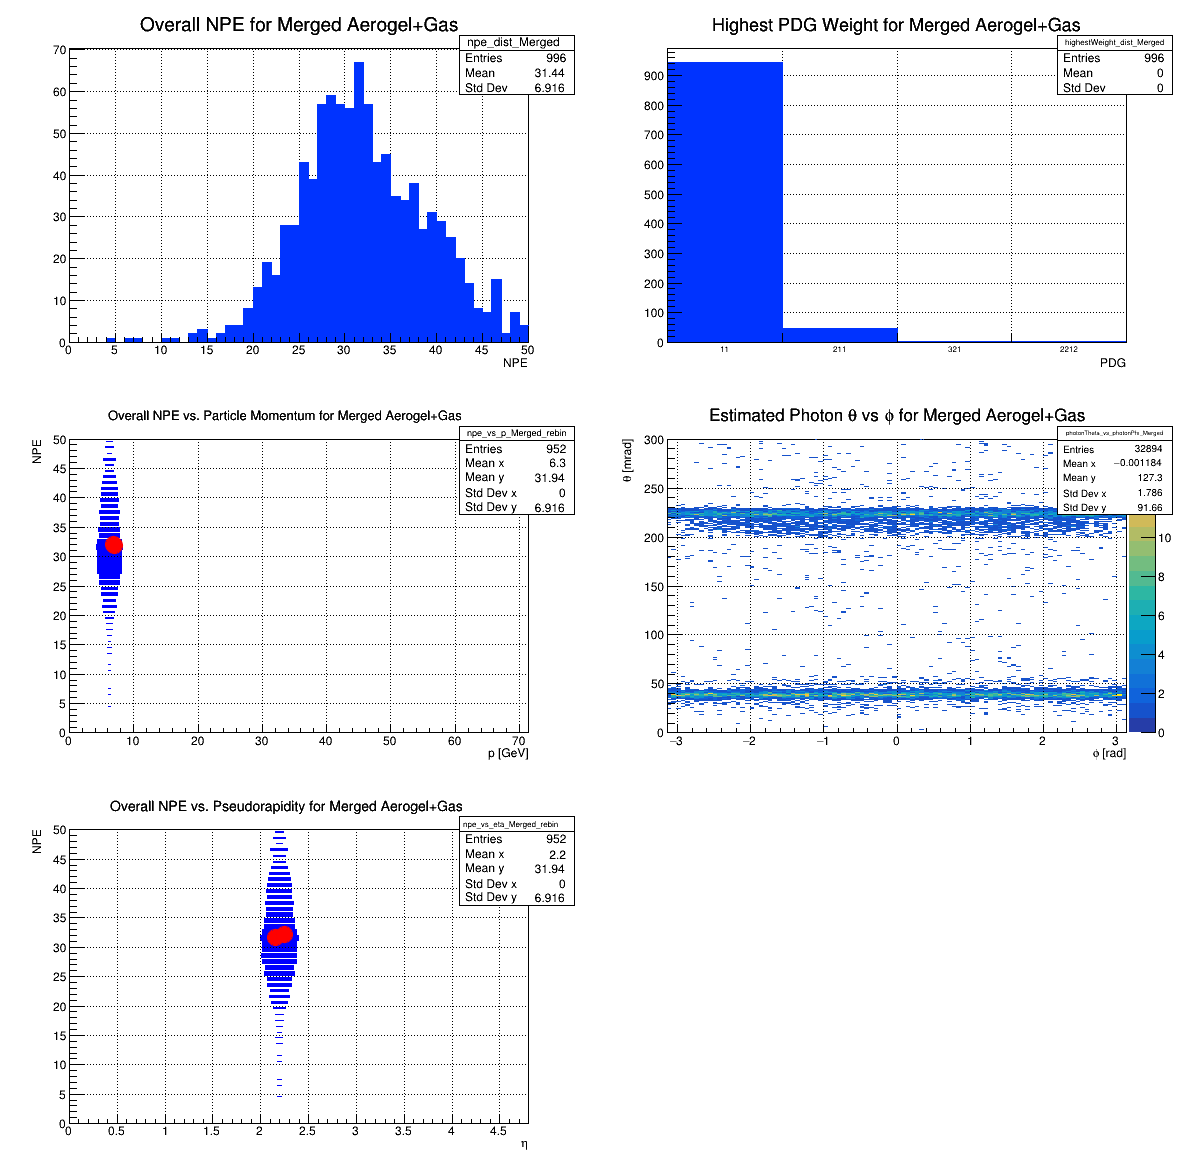 Overall NPE for Merged Aerogel+Gas
npe_dist_Merged
Entries 996
Mean 31.44
Std Dev 6.916
70
60
50
40
30
20
10
0
0 5 10 15 20 25 30 35 40 45 50
NPE
Highest PDG Weight for Merged Aerogel+Gas
highestWeight_dist_Merged
Entries 996
Mean 0
Std Dev 0
900
800
700
600
500
400
300
200
100
0
11 211 321 2212
PDG
Overall NPE vs. Particle Momentum for Merged Aerogel+Gas
npe_vs_p_Merged_rebin
Entries 952
Mean x 6.3
Mean y 31.94
Std Dev x 0
Std Dev y 6.916
NPE
50
45
40
35
30
25
20
15
10
5
0
0 10 20 30 40 50 60 70
p [GeV]
Estimated Photon θ vs ϕ for Merged Aerogel+Gas
photonTheta_vs_photonPhi_Merged
Entries 32894
Mean x −0.001184
Mean y 127.3
Std Dev x 1.786
Std Dev y 91.66
θ [mrad]
300
250
200
150
100
50
0
−3 −2 −1 0 1 2 3
ϕ [rad]
10
8
6
4
2
0
Overall NPE vs. Pseudorapidity for Merged Aerogel+Gas
npe_vs_eta_Merged_rebin
Entries 952
Mean x 2.2
Mean y 31.94
Std Dev x 0
Std Dev y 6.916
NPE
50
45
40
35
30
25
20
15
10
5
0
0 0.5 1 1.5 2 2.5 3 3.5 4 4.5
η